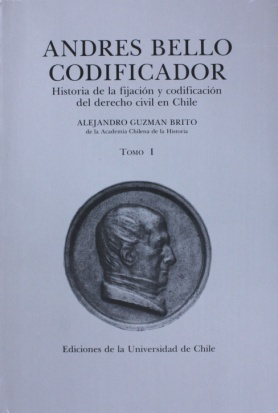 ANDRES BELLO
CODIFICADOR
Historia de la fijación y codificación
del derecho civil en Chile
ALEJANDRO GUZMAN BRITO
de la Academia Chilena de la Historia
TOMO I
Ediciones de la Universidad de Chile